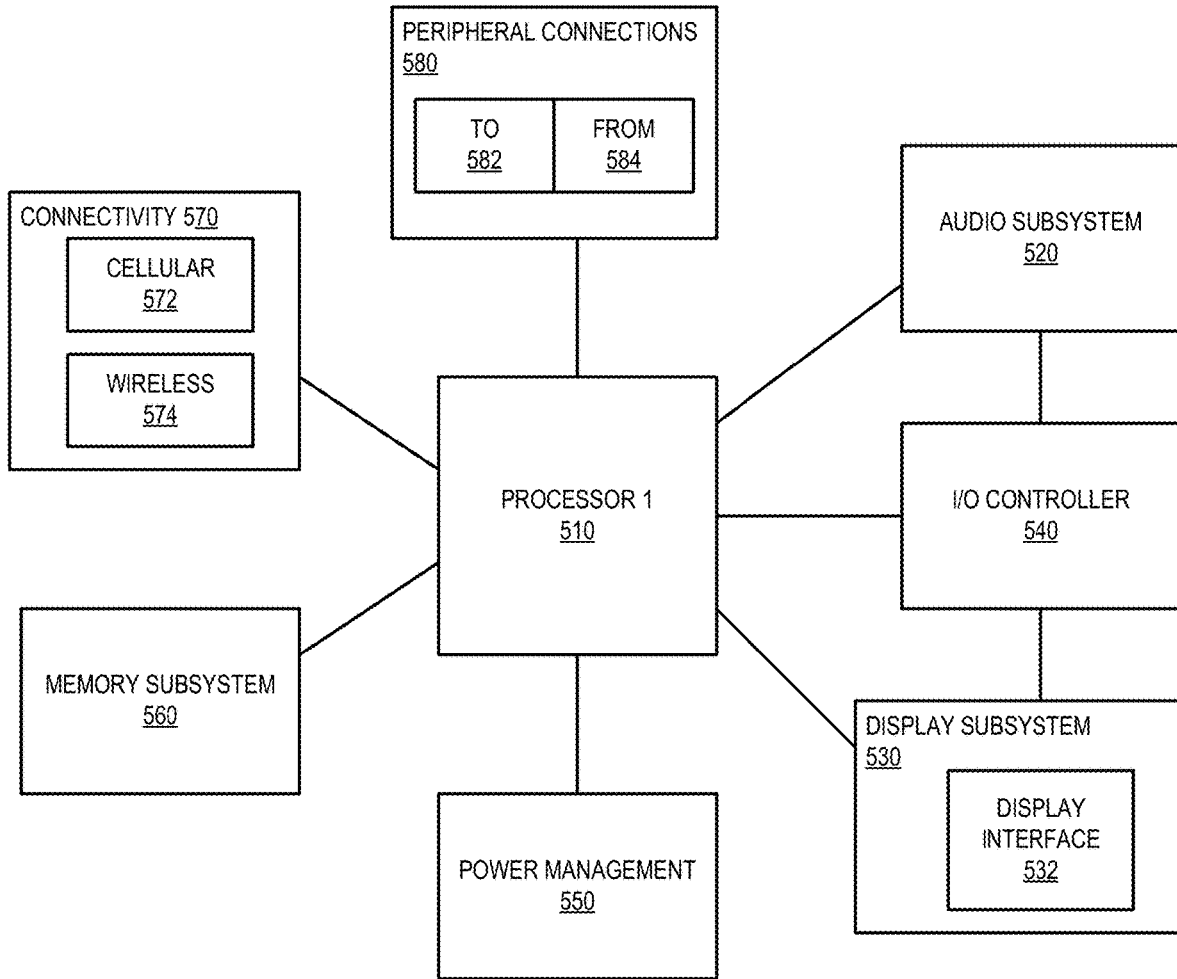 PERIPHERAL CONNECTIONS
580
TO
582
FROM
584
CONNECTIVITY 570
CELLULAR
572
WIRELESS
574
AUDIO SUBSYSTEM
520
PROCESSOR 1
510
I/O CONTROLLER
540
MEMORY SUBSYSTEM
560
DISPLAY SUBSYSTEM
530
DISPLAY
INTERFACE
532
POWER MANAGEMENT
550